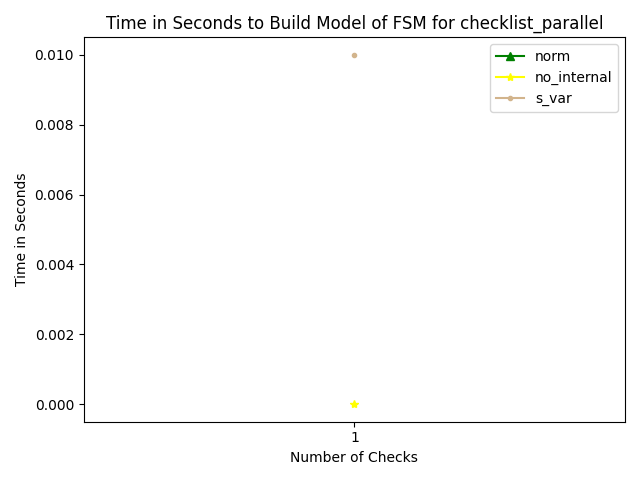 Time in Seconds to Build Model of FSM for checklist_parallel
norm
no_internal
s_var
0.010
0.008
0.006
0.004
0.002
0.000
Time in Seconds
1
Number of Checks